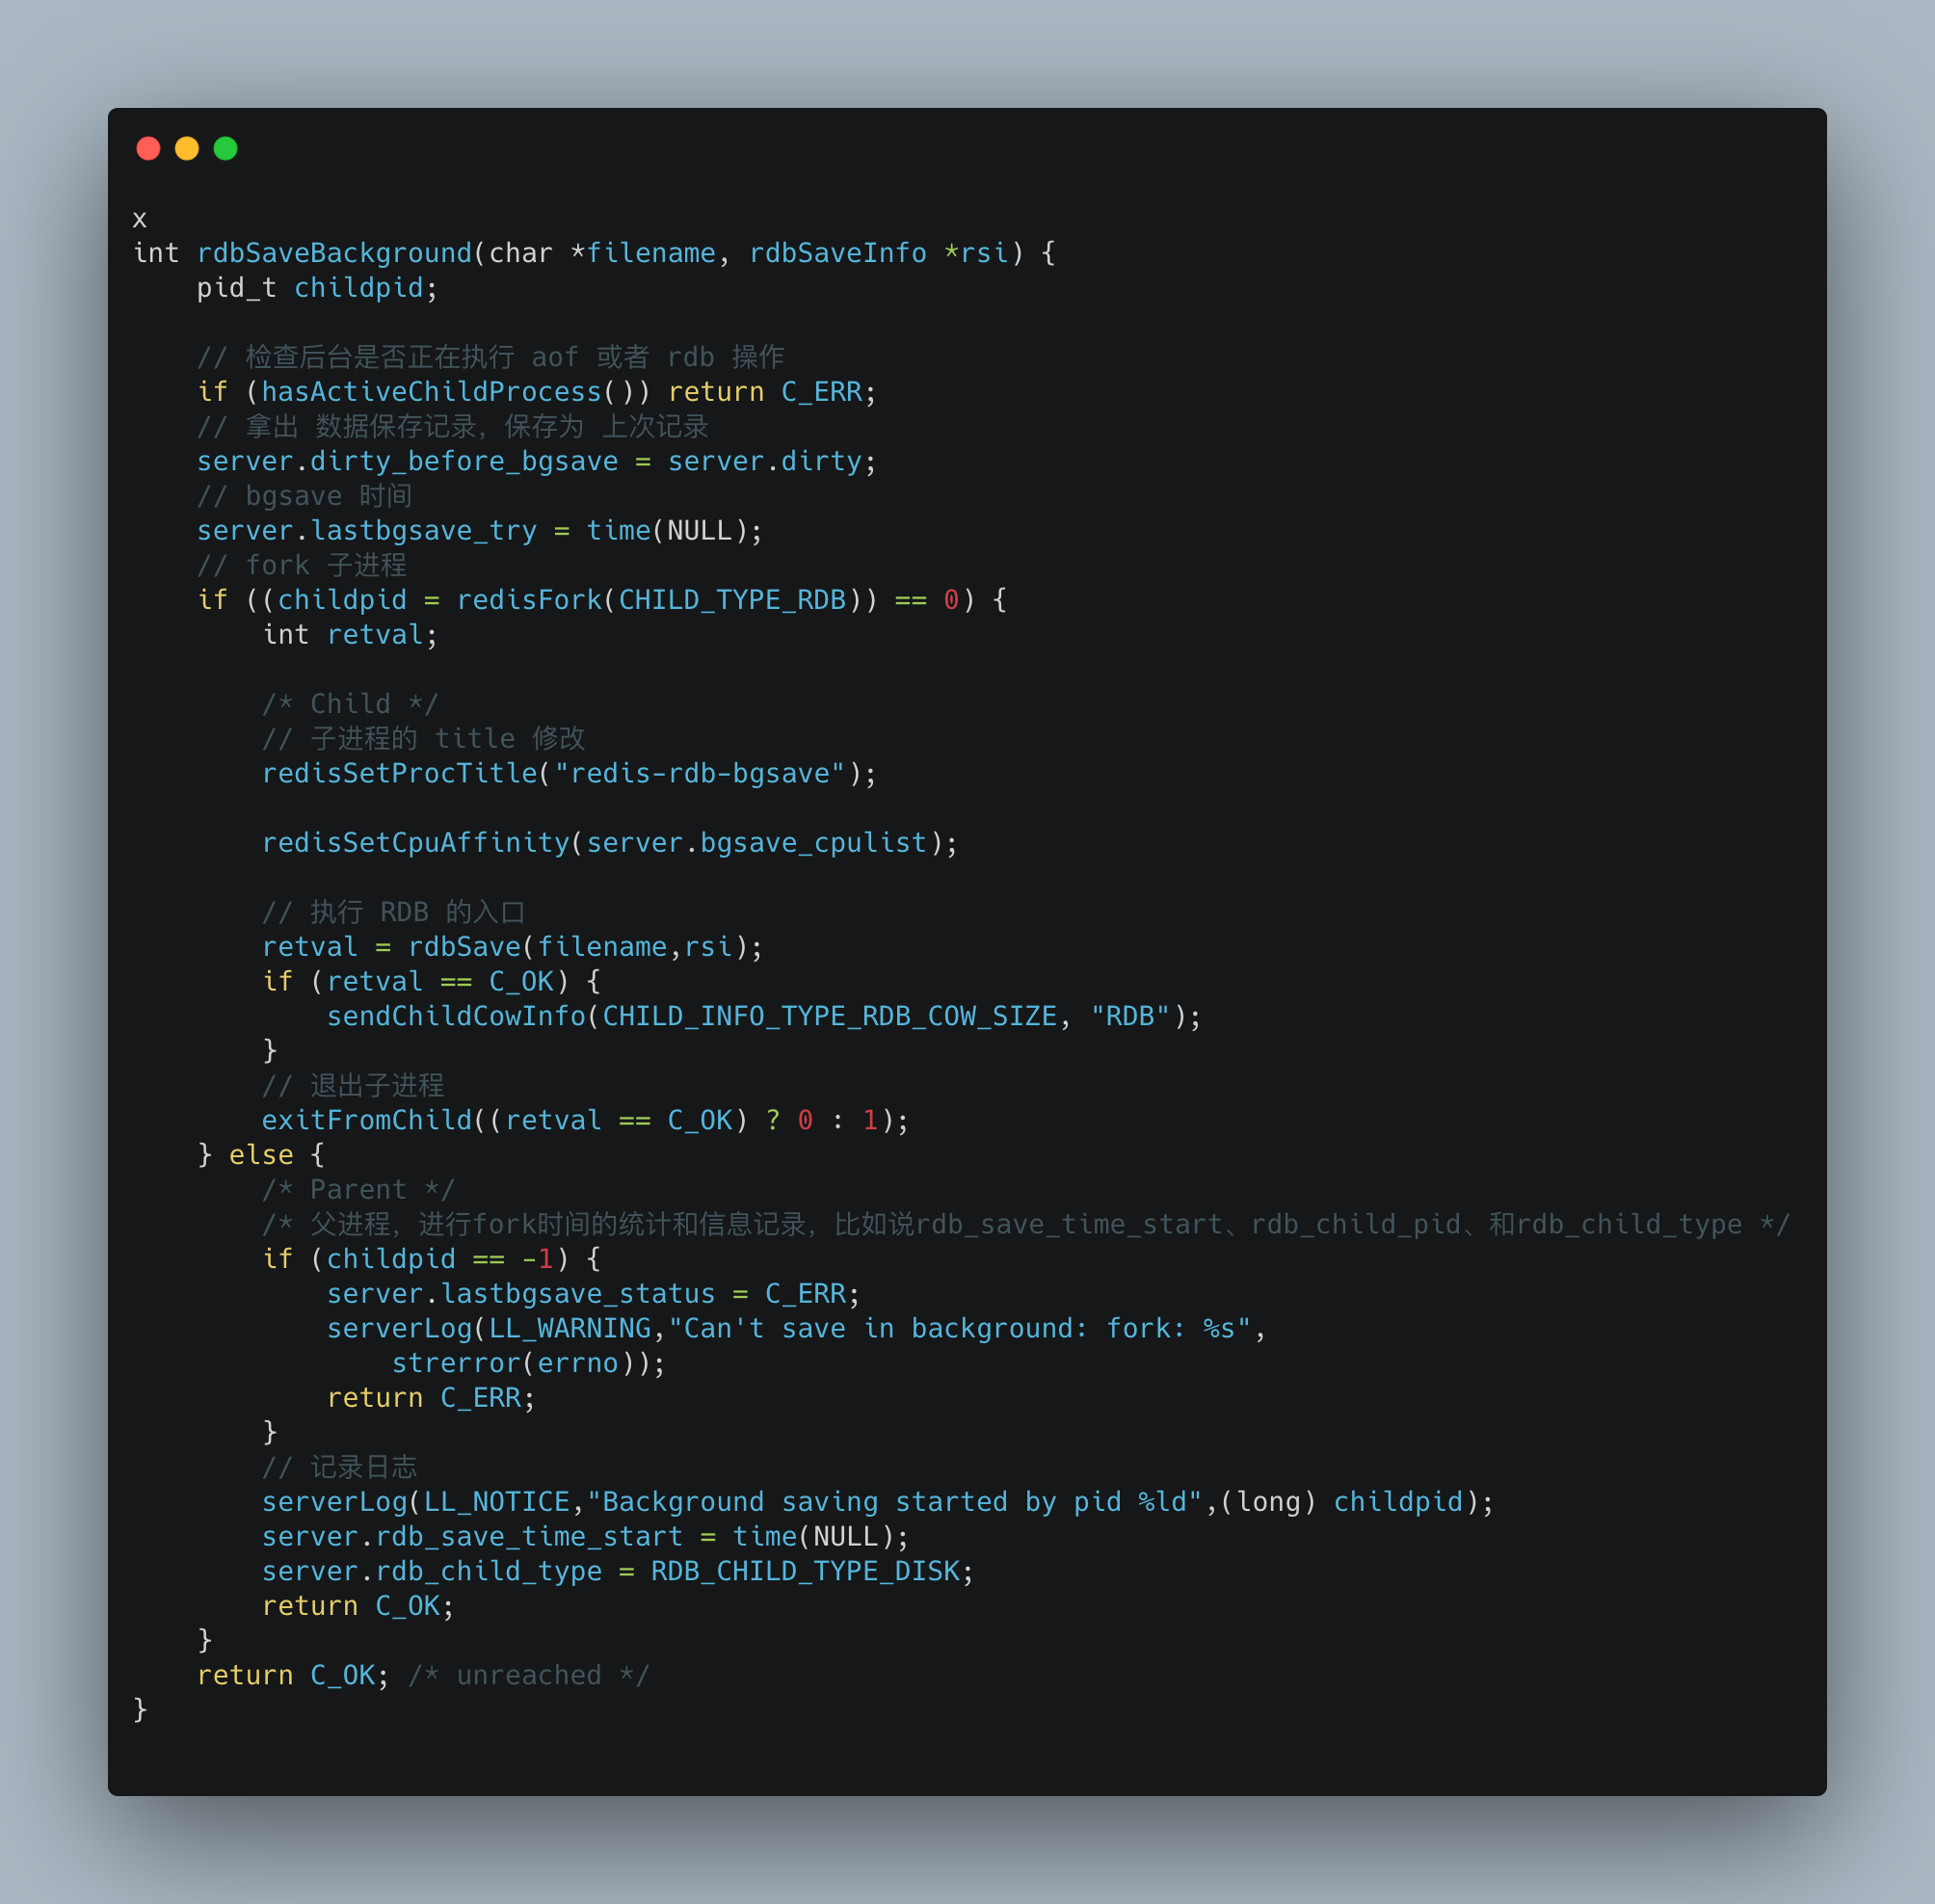 x
int rdbSaveBackground(char *filename, rdbSaveInfo *rsi) {
    pid_t childpid;

    // 检查后台是否正在执行 aof 或者 rdb 操作
    if (hasActiveChildProcess()) return C_ERR;
    // 拿出 数据保存记录，保存为 上次记录
    server.dirty_before_bgsave = server.dirty;
    // bgsave 时间
    server.lastbgsave_try = time(NULL);
    // fork 子进程
    if ((childpid = redisFork(CHILD_TYPE_RDB)) == 0) {
        int retval;

        /* Child */
        // 子进程的 title 修改
        redisSetProcTitle("redis-rdb-bgsave");

        redisSetCpuAffinity(server.bgsave_cpulist);

        // 执行 RDB 的入口
        retval = rdbSave(filename,rsi);
        if (retval == C_OK) {
            sendChildCowInfo(CHILD_INFO_TYPE_RDB_COW_SIZE, "RDB");
        }
        // 退出子进程
        exitFromChild((retval == C_OK) ? 0 : 1);
    } else {
        /* Parent */
        /* 父进程，进行fork时间的统计和信息记录，比如说rdb_save_time_start、rdb_child_pid、和rdb_child_type */
        if (childpid == -1) {
            server.lastbgsave_status = C_ERR;
            serverLog(LL_WARNING,"Can't save in background: fork: %s",
                strerror(errno));
            return C_ERR;
        }
        // 记录日志
        serverLog(LL_NOTICE,"Background saving started by pid %ld",(long) childpid);
        server.rdb_save_time_start = time(NULL);
        server.rdb_child_type = RDB_CHILD_TYPE_DISK;
        return C_OK;
    }
    return C_OK; /* unreached */
}